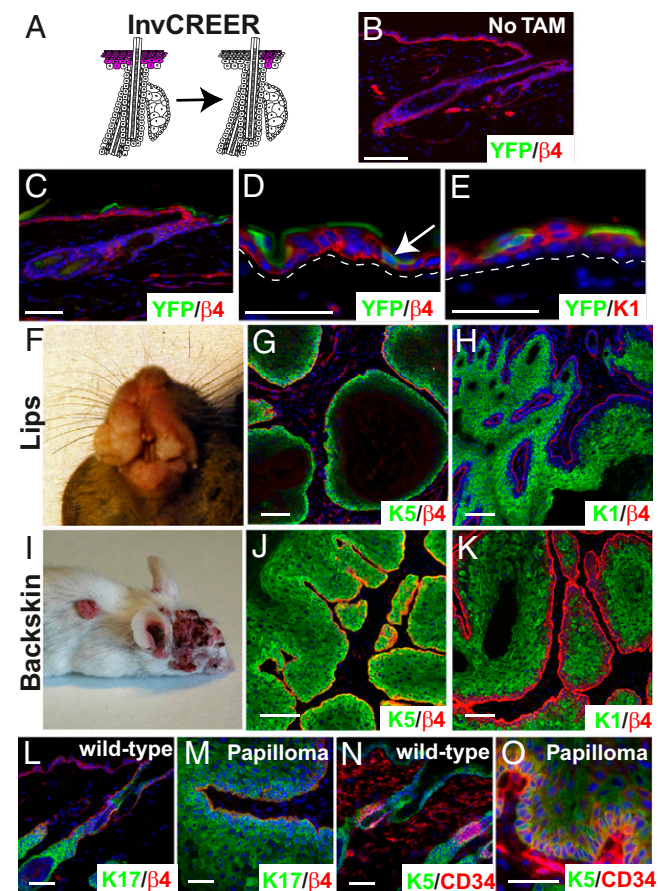 A
InvCREER
B
No TAM
YFP/β4
C
YFP/β4
D
YFP/β4
E
YFP/K1
Lips
F
G
K5/β4
H
K1/β4
Backskin
I
J
K5/β4
K
K1/β4
L
wild-type
K17/β4
M
Papilloma
K17/β4
N
wild-type
K5/CD34
O
Papilloma
K5/CD34